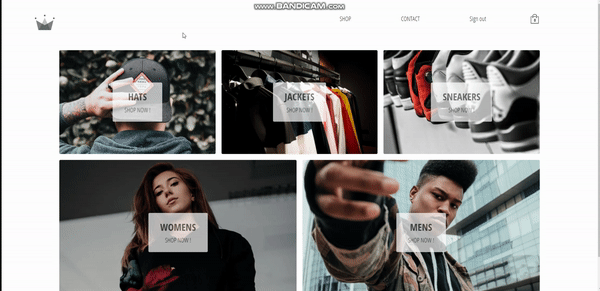 www.BANDICAM.com
SHOP
CONTACT
Sign out
HATS
SHOP NOW !
JACKETS
SHOP NOW !
SNEAKERS
SHOP NOW !
WOMENS
SHOP NOW !
MENS
SHOP NOW !